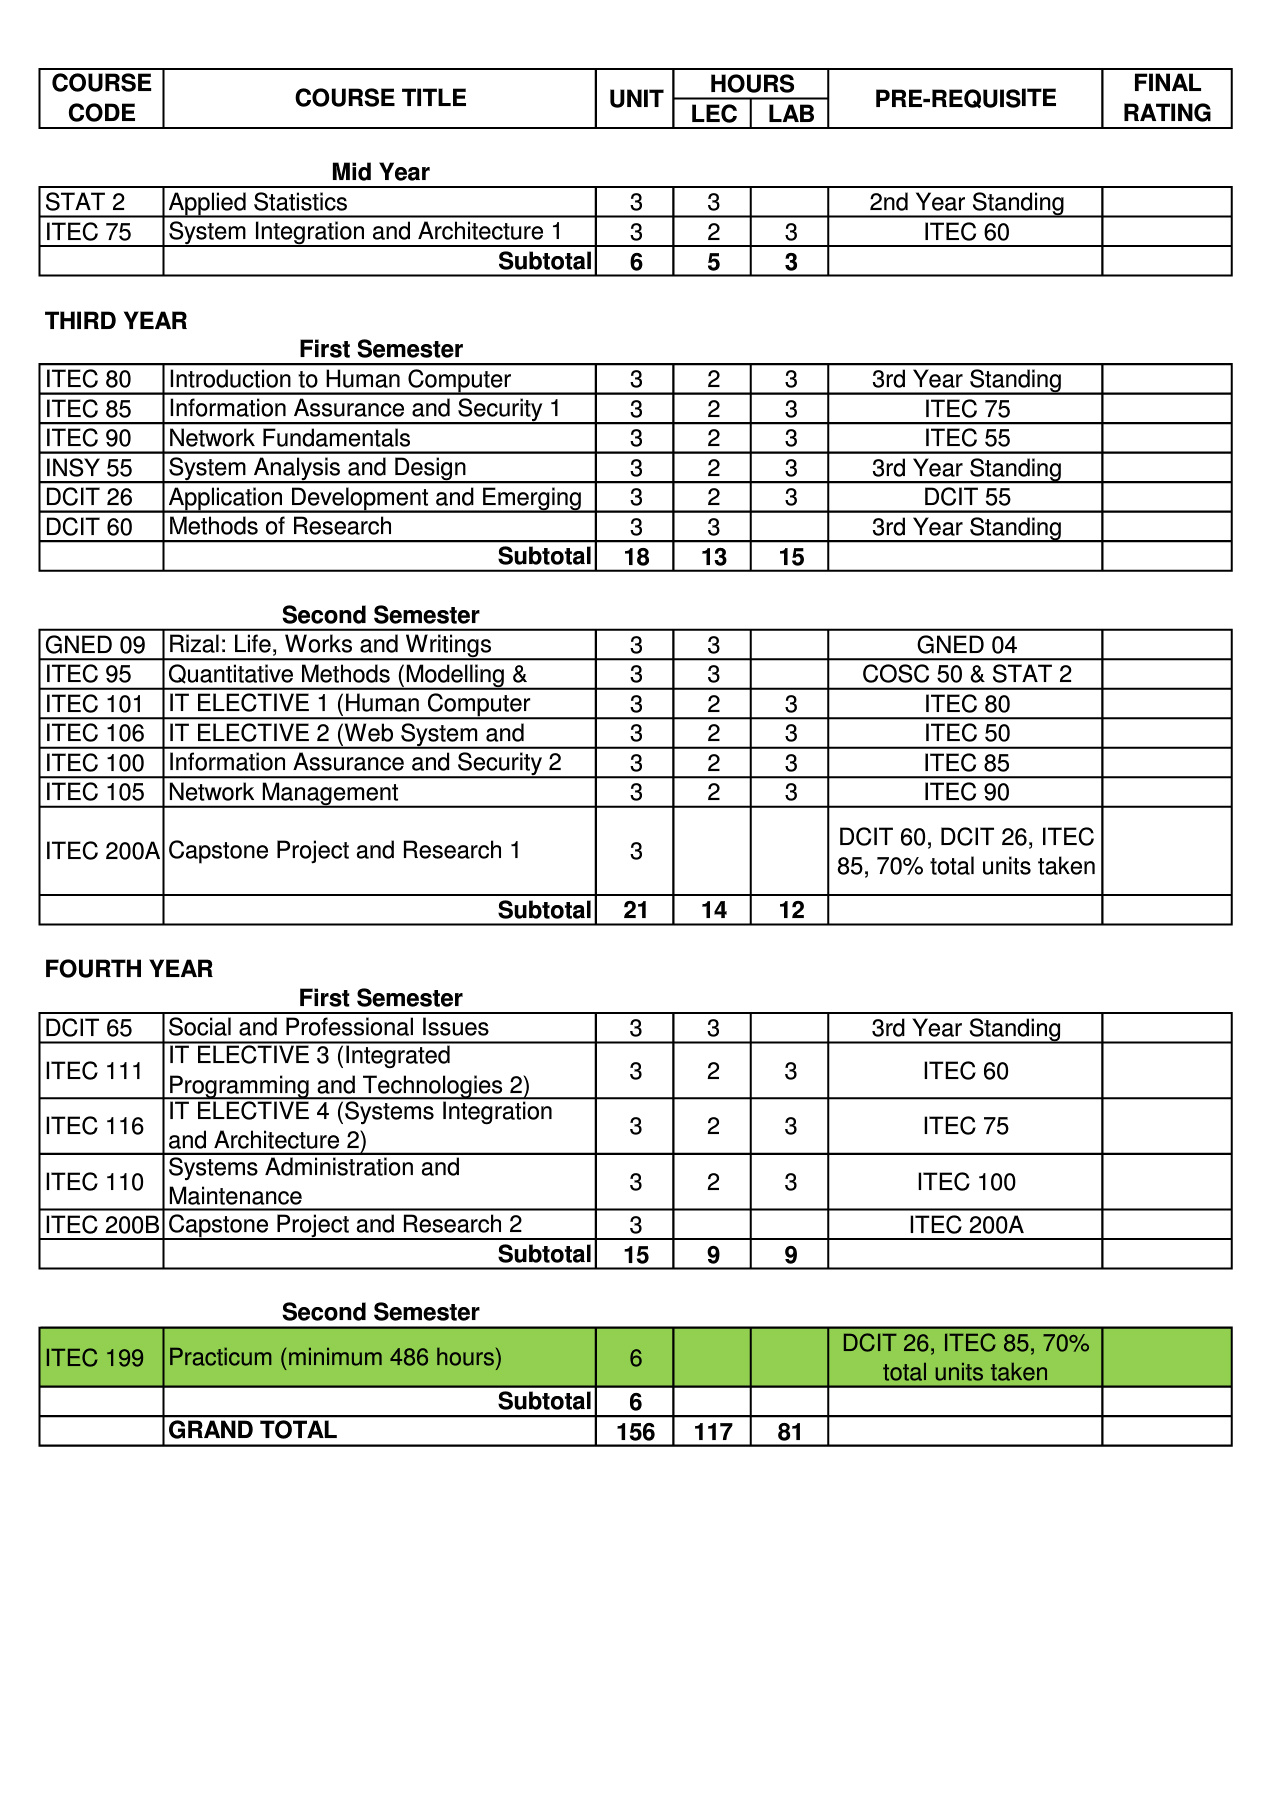 COURSE CODE COURSE TITLE UNIT HOURS LEC LAB PRE-REQUISITE FINAL RATING
Mid Year
STAT 2 Applied Statistics 3 3 2nd Year Standing
ITEC 75 System Integration and Architecture 1 3 2 3 ITEC 60
Subtotal 6 5 3
THIRD YEAR
First Semester
ITEC 80 Introduction to Human Computer 3 2 3 3rd Year Standing
ITEC 85 Information Assurance and Security 1 3 2 3 ITEC 75
ITEC 90 Network Fundamentals 3 2 3 ITEC 55
INSY 55 System Analysis and Design 3 2 3 3rd Year Standing
DCIT 26 Application Development and Emerging 3 2 3 DCIT 55
DCIT 60 Methods of Research 3 3 3rd Year Standing
Subtotal 18 13 15
Second Semester
GNED 09 Rizal: Life, Works and Writings 3 3 GNED 04
ITEC 95 Quantitative Methods (Modelling & 3 3 COSC 50 & STAT 2
ITEC 101 IT ELECTIVE 1 (Human Computer 3 2 3 ITEC 80
ITEC 106 IT ELECTIVE 2 (Web System and 3 2 3 ITEC 50
ITEC 100 Information Assurance and Security 2 3 2 3 ITEC 85
ITEC 105 Network Management 3 2 3 ITEC 90
ITEC 200A Capstone Project and Research 1 3 DCIT 60, DCIT 26, ITEC
85, 70% total units taken
Subtotal 21 14 12
FOURTH YEAR
First Semester
DCIT 65 Social and Professional Issues 3 3 3rd Year Standing
ITEC 111 IT ELECTIVE 3 (Integrated
Programming and Technologies 2) 3 2 3 ITEC 60
ITEC 116 IT ELECTIVE 4 (Systems Integration
and Architecture 2) 3 2 3 ITEC 75
ITEC 110 Systems Administration and
Maintenance 3 2 3 ITEC 100
ITEC 200B Capstone Project and Research 2 3 ITEC 200A
Subtotal 15 9 9
Second Semester
ITEC 199 Practicum (minimum 486 hours) 6 DCIT 26, ITEC 85, 70%
total units taken
Subtotal 6
GRAND TOTAL 156 117 81